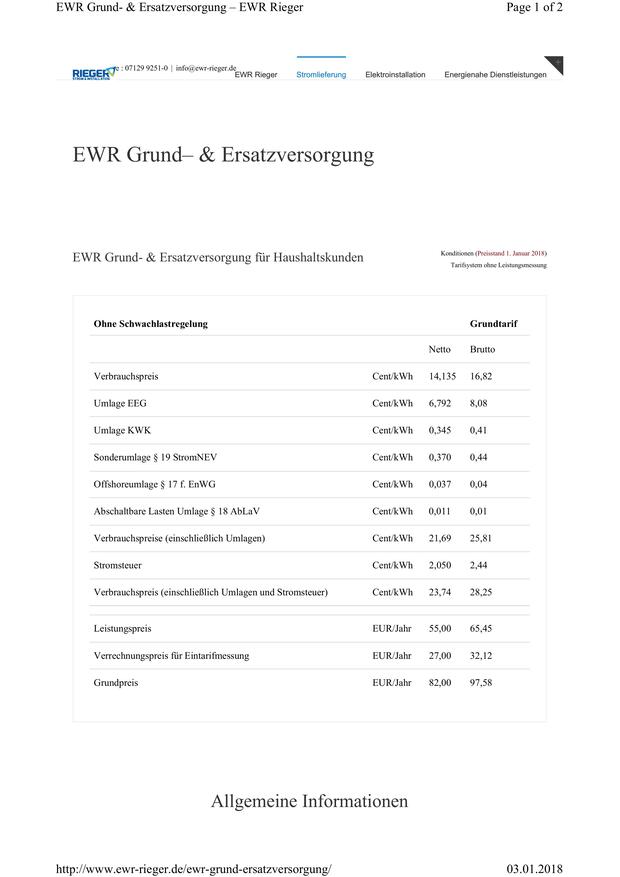 EWR Grund- & Ersatzversorgung – EWR Rieger Page 1 of 2
RIEGER e : 07129 9251-0 | info@ewr-rieger.de EWR Rieger Stromlieferung Elektroinstallation Energienahe Dienstleistungen
EWR Grund– & Ersatzversorgung
EWR Grund- & Ersatzversorgung für Haushaltskunden
Konditionen (Preisstand 1. Januar 2018)
Tarifsystem ohne Leistungsmessung
Ohne Schwachlastregelung Grundtarif
Netto Brutto
Verbrauchspreis Cent/kWh 14,135 16,82
Umlage EEG Cent/kWh 6,792 8,08
Umlage KWK Cent/kWh 0,345 0,41
Sonderumlage § 19 StromNEV Cent/kWh 0,370 0,44
Offshoreumlage § 17 f. EnWG Cent/kWh 0,037 0,04
Abschaltbare Lasten Umlage § 18 AbLaV Cent/kWh 0,011 0,01
Verbrauchspreise (einschließlich Umlagen) Cent/kWh 21,69 25,81
Stromsteuer Cent/kWh 2,050 2,44
Verbrauchspreis (einschließlich Umlagen und Stromsteuer) Cent/kWh 23,74 28,25
Leistungspreis EUR/Jahr 55,00 65,45
Verrechnungspreis für Eintarifmessung EUR/Jahr 27,00 32,12
Grundpreis EUR/Jahr 82,00 97,58
Allgemeine Informationen
http://www.ewr-rieger.de/ewr-grund-ersatzversorgung/ 03.01.2018